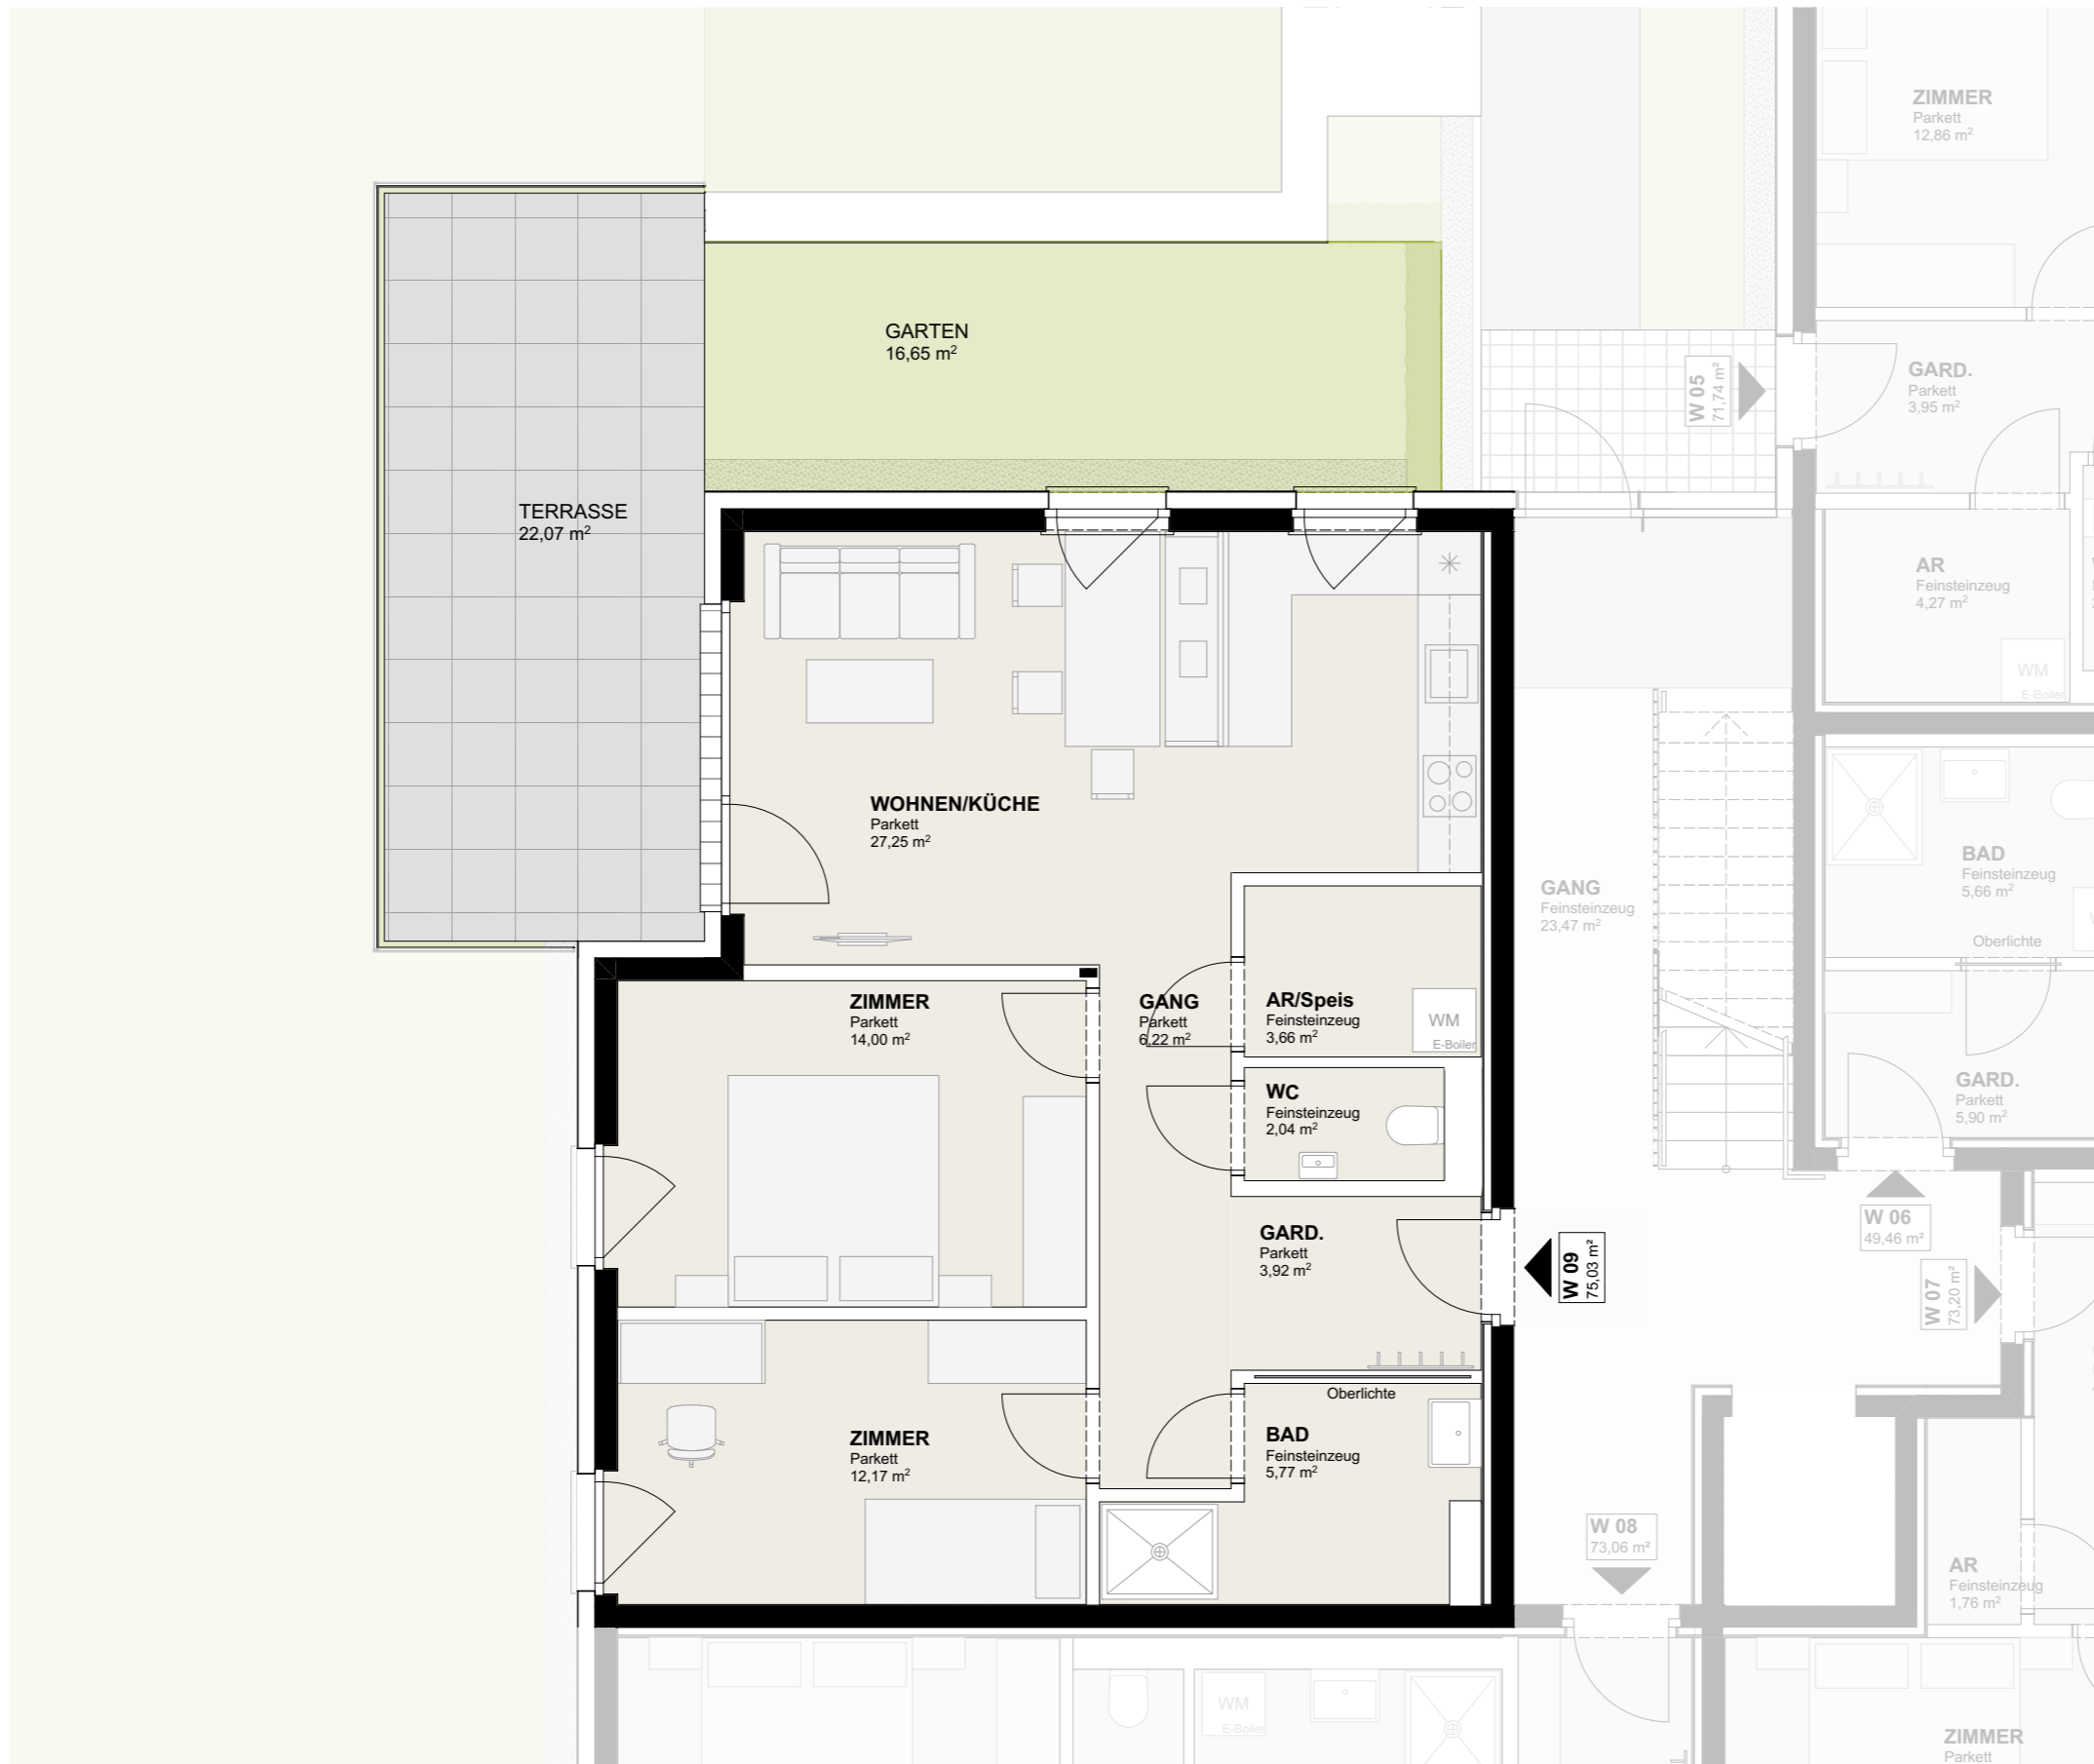 ZIMMER
Parkett
12,86 m²
GARTEN
16,65 m²
W 05
71,74 m²
GARD.
Parkett
3,95 m²
TERRASSE
22,07 m²
AR
Feinsteinzeug
4,27 m²
WM
E-Boiler
WOHNEN/KÜCHE
Parkett
27,25 m²
GANG
Feinsteinzeug
23,47 m²
BAD
Feinsteinzeug
5,66 m²
Oberlichte
ZIMMER
Parkett
14,00 m²
GANG
Parkett
6,22 m²
AR/Speis
Feinsteinzeug
3,66 m²
WM
E-Boiler
WC
Feinsteinzeug
2,04 m²
GARD.
Parkett
5,90 m²
GARD.
Parkett
3,92 m²
W 09
75,03 m²
W 06
49,46 m²
W 07
73,20 m²
Oberlichte
ZIMMER
Parkett
12,17 m²
BAD
Feinsteinzeug
5,77 m²
W 08
73,06 m²
AR
Feinsteinzeug
1,76 m²
WM
E-Boiler
ZIMMER
Parkett